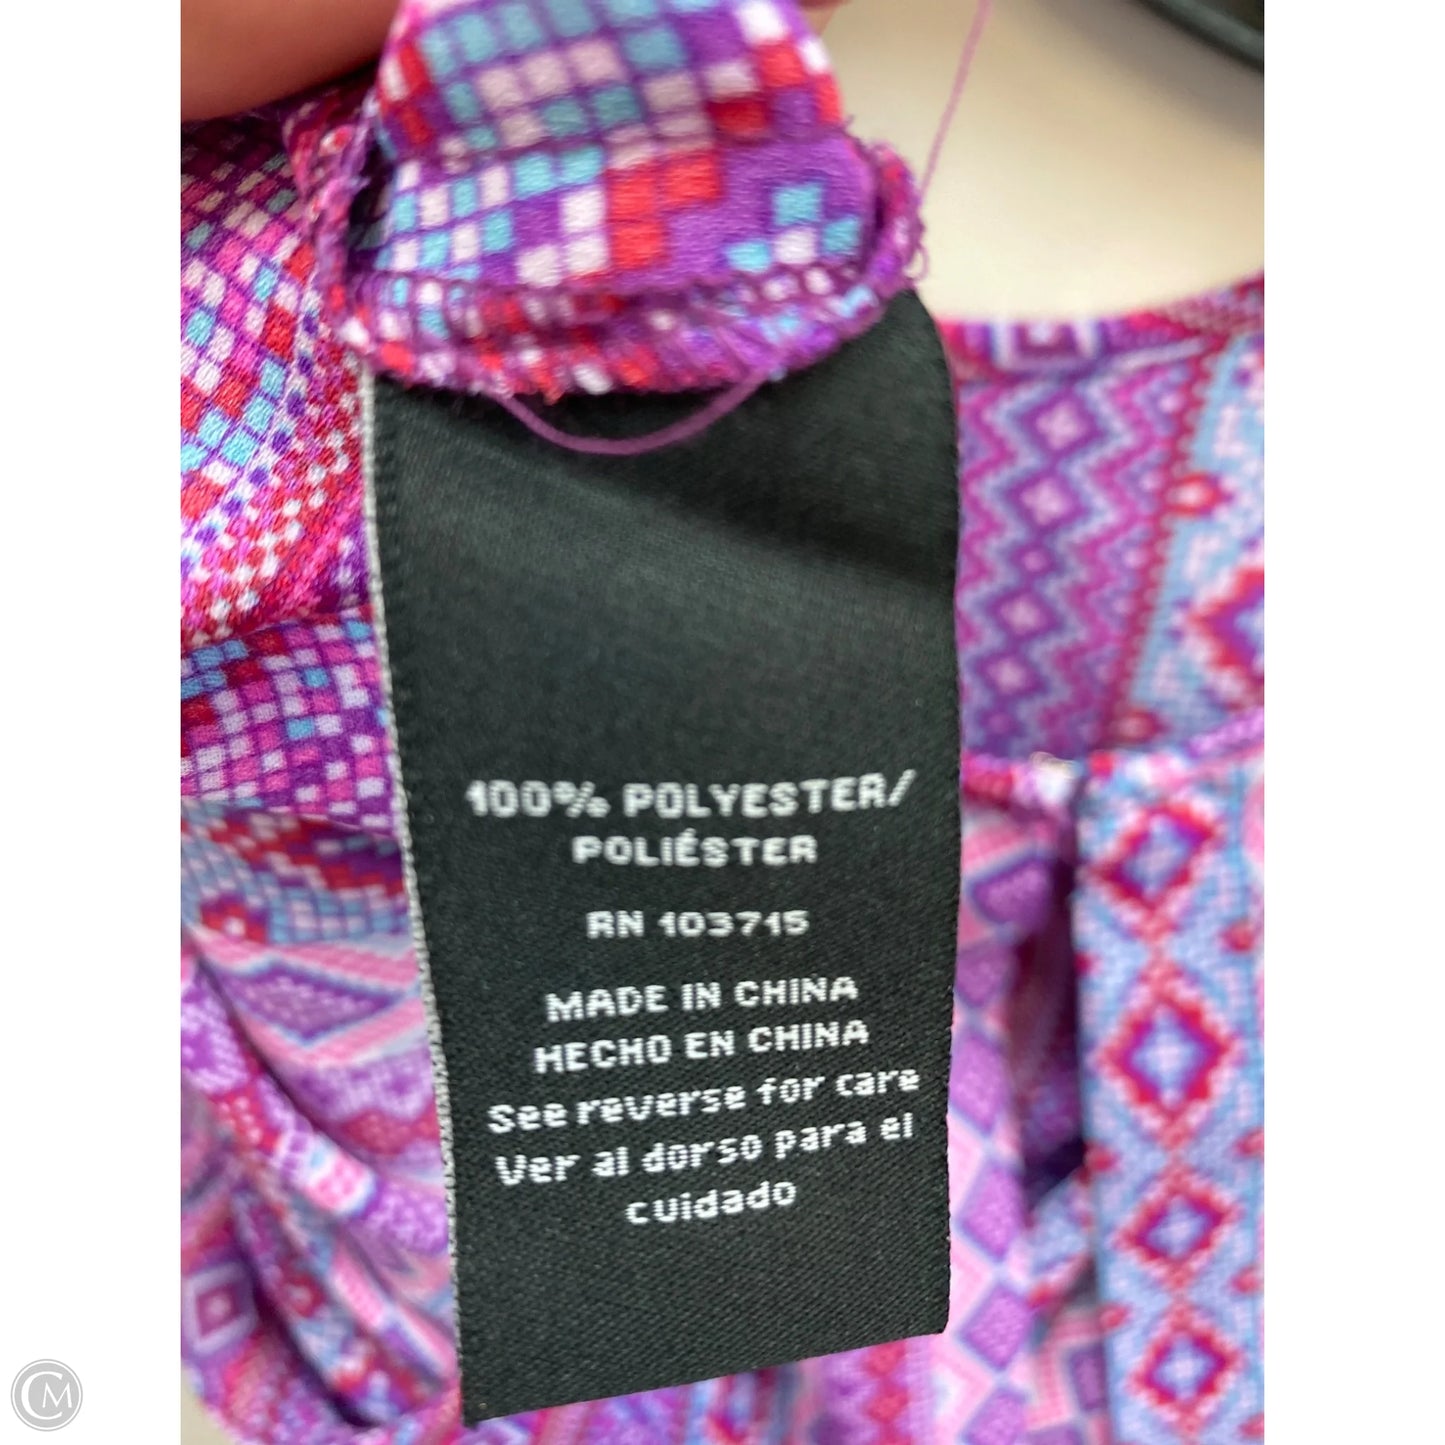 100% POLYESTER/
POLIÉSTER
RN 103715
MADE IN CHINA
HECHO EN CHINA
See reverse for care
Ver al dorso para el
cuidado
CM